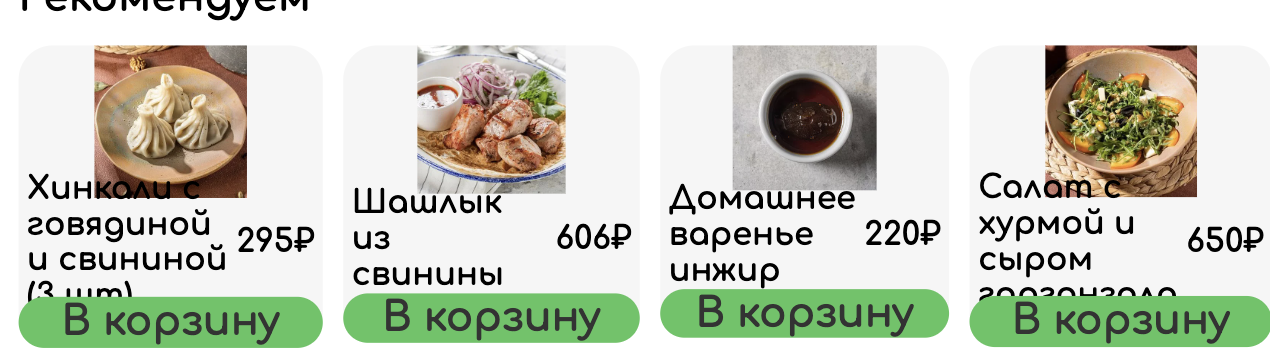 Рекомендуем
Хинкали с
говядиной
и свининой
(3 шт)
295₽
В корзину
Шашлык
из
свинины
606₽
В корзину
Домашнее
варенье
инжир
220₽
В корзину
Салат с
хурмой и
сыром
горгонзола
650₽
В корзину